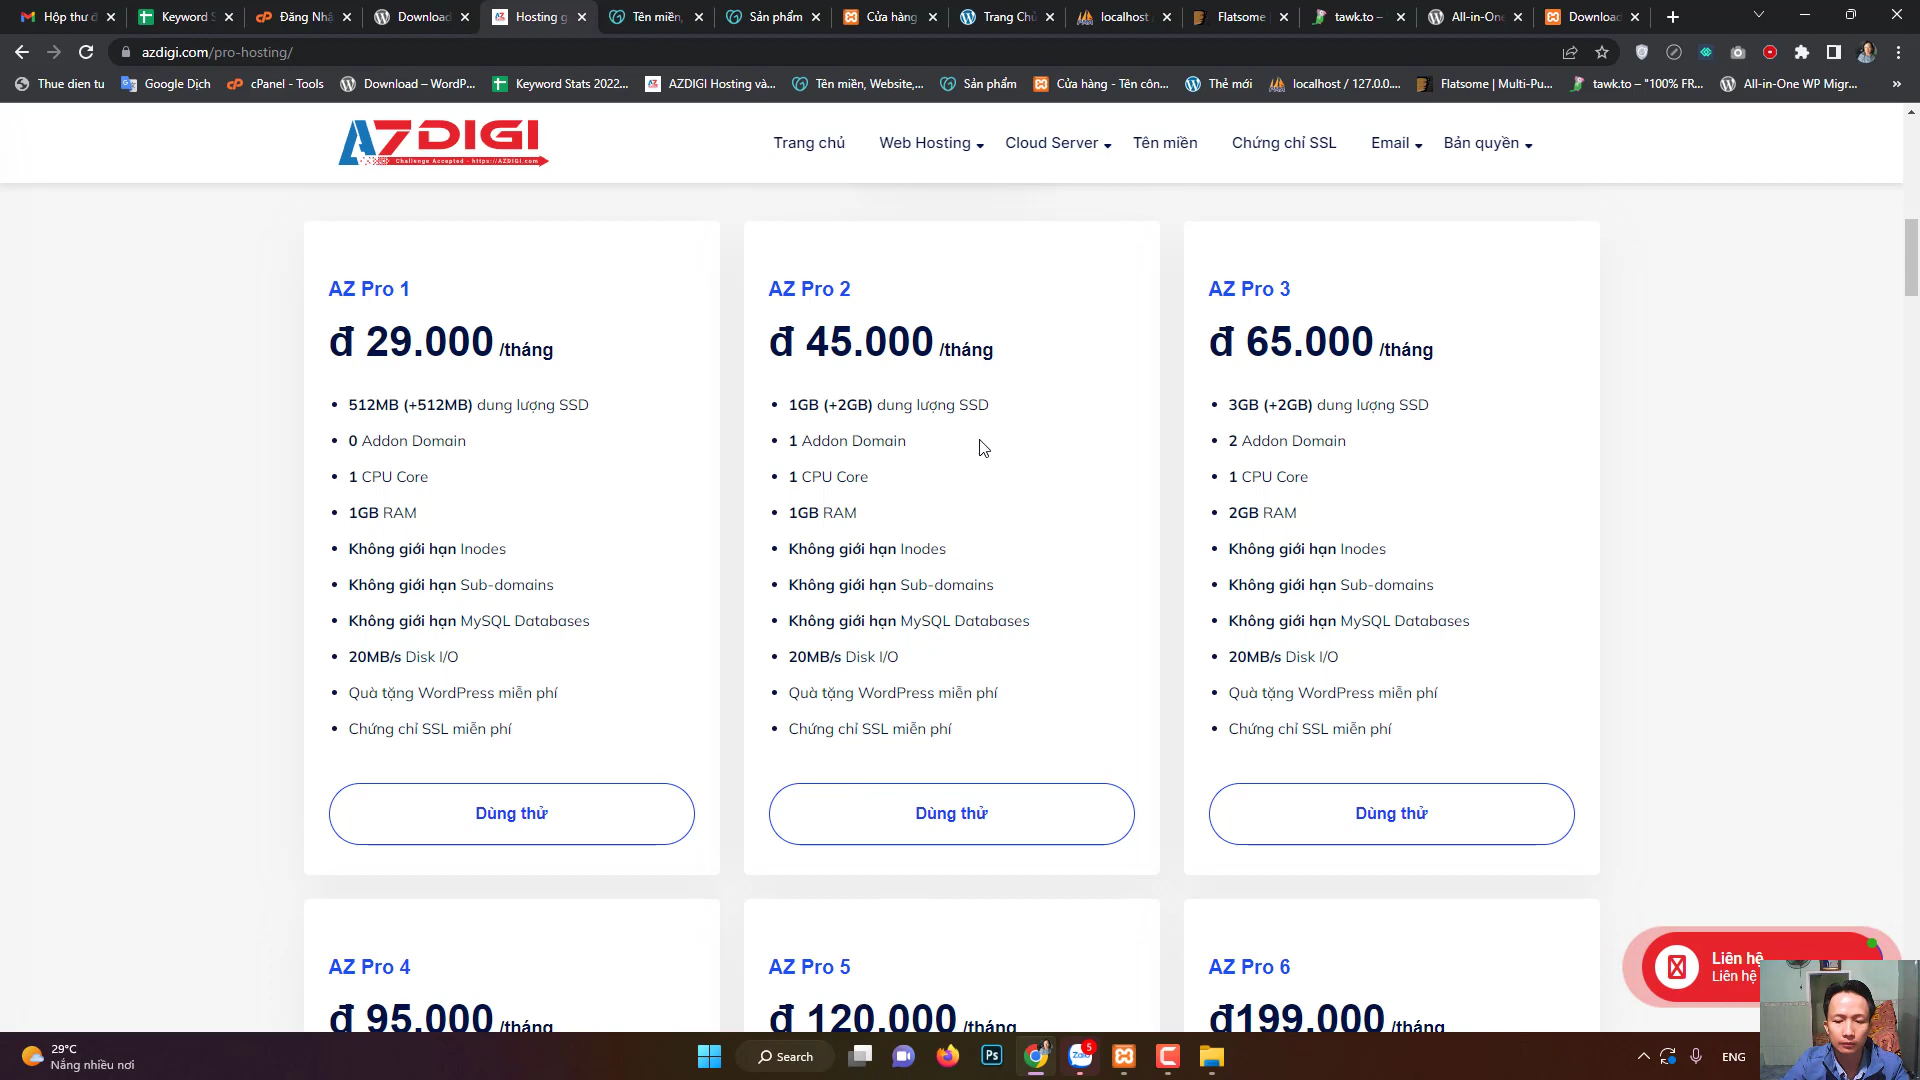 Hộp thư đ
Keyword S
Đăng Nhậ
Download
Hosting g
Tên miền,
Sản phẩm
Cửa hàng
Trang Chủ
localhost
Flatsome
tawk.to –
All-in-One
Download
azdigi.com/pro-hosting/
Thue dien tu
Google Dịch
cPanel - Tools
Download – WordP...
Keyword Stats 2022...
AZDIGI Hosting và...
Tên miền, Website,...
Sản phẩm
Cửa hàng - Tên côn...
Thẻ mới
localhost / 127.0.0....
Flatsome | Multi-Pu...
tawk.to – "100% FR...
All-in-One WP Migr...
AZDIGI
Challenge Accepted - https://AZDIGI.com
Trang chủ
Web Hosting
Cloud Server
Tên miền
Chứng chỉ SSL
Email
Bản quyền
AZ Pro 1
đ 29.000 /tháng
512MB (+512MB) dung lượng SSD
0 Addon Domain
1 CPU Core
1GB RAM
Không giới hạn Inodes
Không giới hạn Sub-domains
Không giới hạn MySQL Databases
20MB/s Disk I/O
Quà tặng WordPress miễn phí
Chứng chỉ SSL miễn phí
Dùng thử
AZ Pro 2
đ 45.000 /tháng
1GB (+2GB) dung lượng SSD
1 Addon Domain
1 CPU Core
1GB RAM
Không giới hạn Inodes
Không giới hạn Sub-domains
Không giới hạn MySQL Databases
20MB/s Disk I/O
Quà tặng WordPress miễn phí
Chứng chỉ SSL miễn phí
Dùng thử
AZ Pro 3
đ 65.000 /tháng
3GB (+2GB) dung lượng SSD
2 Addon Domain
1 CPU Core
2GB RAM
Không giới hạn Inodes
Không giới hạn Sub-domains
Không giới hạn MySQL Databases
20MB/s Disk I/O
Quà tặng WordPress miễn phí
Chứng chỉ SSL miễn phí
Dùng thử
AZ Pro 4
đ 95.000 /tháng
AZ Pro 5
đ 120.000 /tháng
AZ Pro 6
đ199.000 /tháng
Liên hệ
Liên hệ
29°C
Nắng nhiều nơi
Search
Ps
Zalo
5
ENG